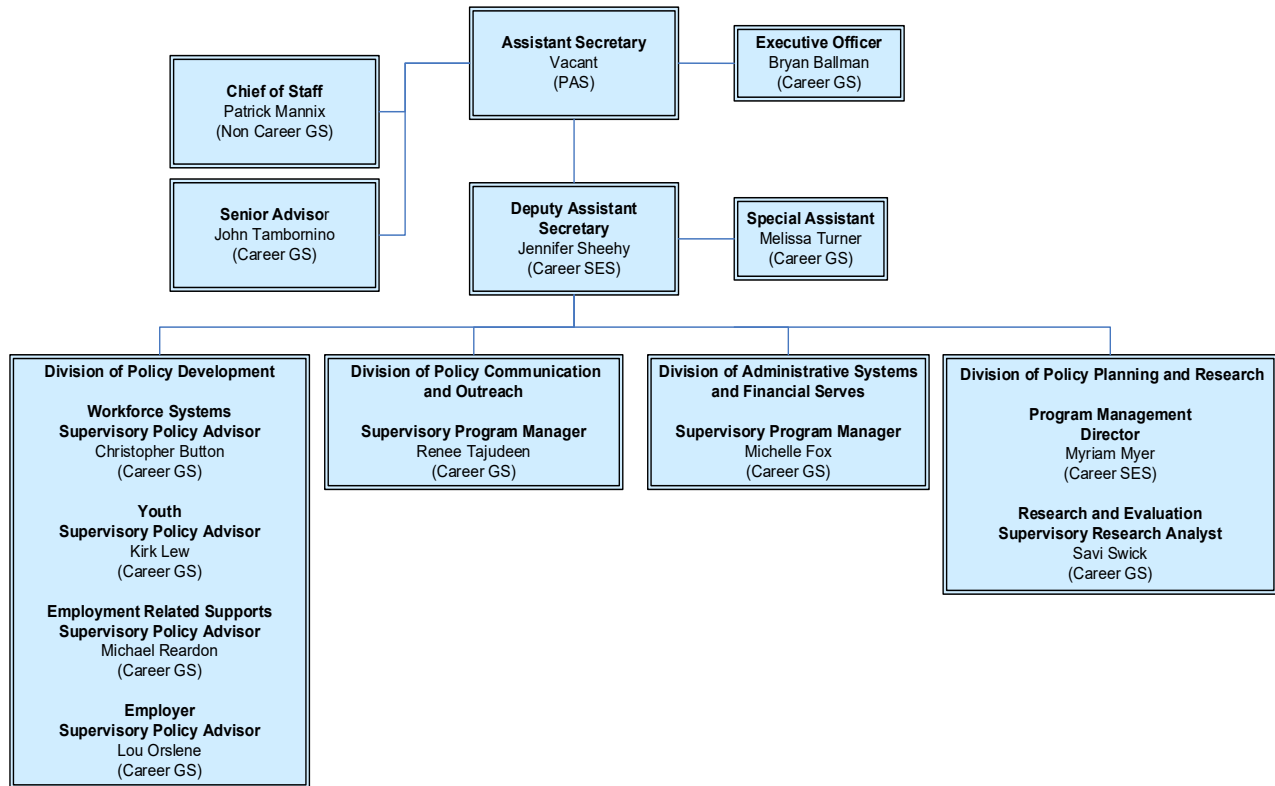 Assistant Secretary
Vacant
(PAS)
Executive Officer
Bryan Ballman
(Career GS)
Chief of Staff
Patrick Mannix
(Non Career GS)
Senior Advisor
John Tambornino
(Career GS)
Deputy Assistant
Secretary
Jennifer Sheehy
(Career SES)
Special Assistant
Melissa Turner
(Career GS)
Division of Policy Development
Workforce Systems
Supervisory Policy Advisor
Christopher Button
(Career GS)
Youth
Supervisory Policy Advisor
Kirk Lew
(Career GS)
Employment Related Supports
Supervisory Policy Advisor
Michael Reardon
(Career GS)
Employer
Supervisory Policy Advisor
Lou Orslene
(Career GS)
Division of Policy Communication
and Outreach
Supervisory Program Manager
Renee Tajudeen
(Career GS)
Division of Administrative Systems
and Financial Serves
Supervisory Program Manager
Michelle Fox
(Career GS)
Division of Policy Planning and Research
Program Management
Director
Myriam Myer
(Career SES)
Research and Evaluation
Supervisory Research Analyst
Savi Swick
(Career GS)